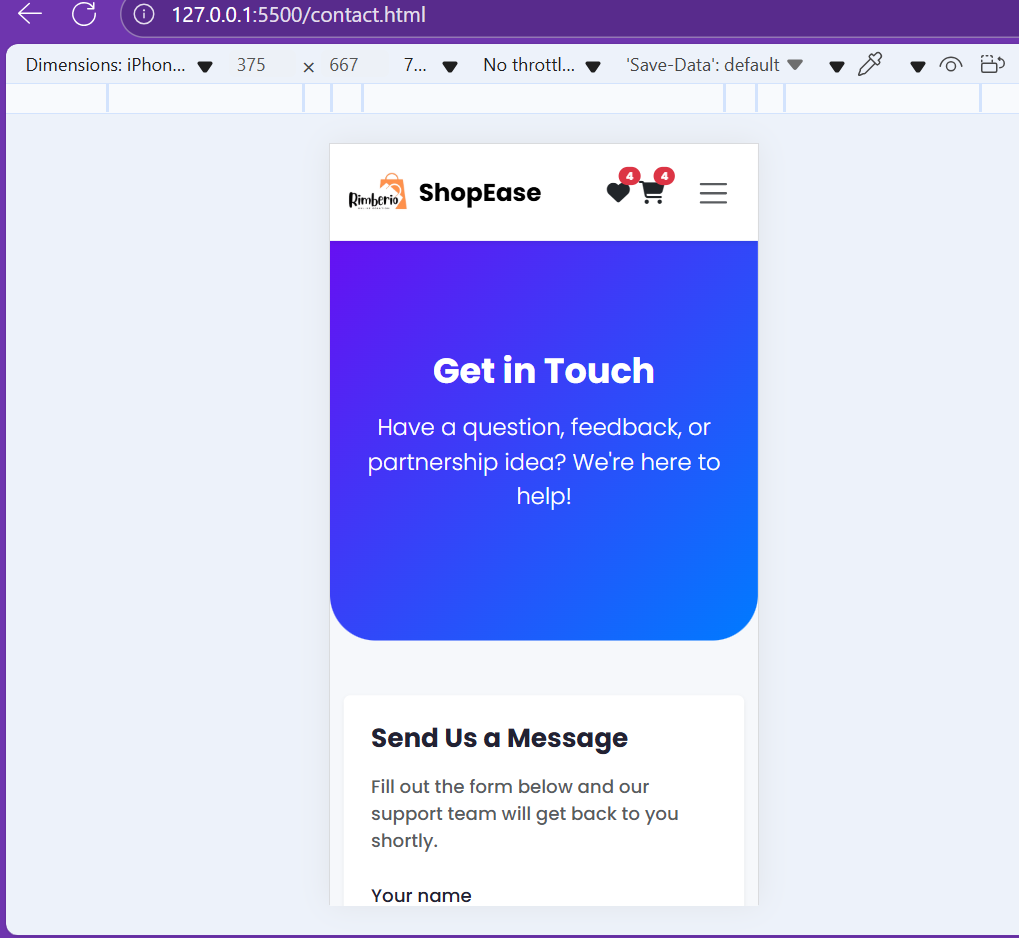 127.0.0.1:5500/contact.html
Dimensions: iPhon... 375 × 667 7... No throttl... 'Save-Data': default
Rimberio ShopEase 4 4
Get in Touch
Have a question, feedback, or
partnership idea? We're here to
help!
Send Us a Message
Fill out the form below and our
support team will get back to you
shortly.
Your name